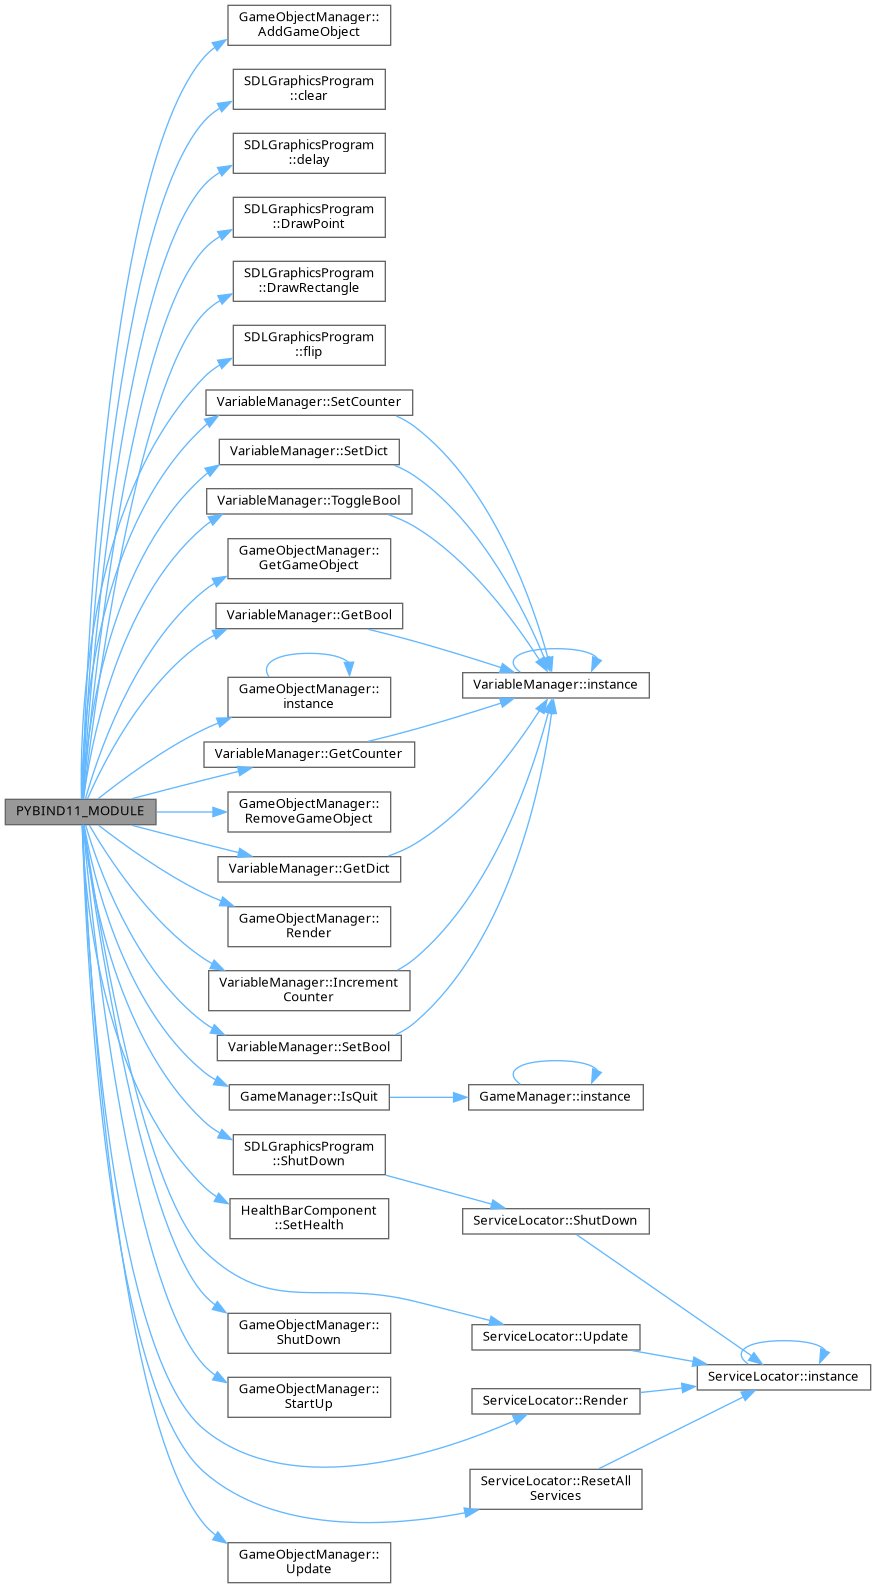 GameObjectManager::
AddGameObject
SDLGraphicsProgram
::clear
SDLGraphicsProgram
::delay
SDLGraphicsProgram
::DrawPoint
SDLGraphicsProgram
::DrawRectangle
SDLGraphicsProgram
::flip
VariableManager::SetCounter
VariableManager::SetDict
VariableManager::ToggleBool
GameObjectManager::
GetGameObject
VariableManager::GetBool
GameObjectManager::
instance
VariableManager::instance
VariableManager::GetCounter
PYBIND11_MODULE
GameObjectManager::
RemoveGameObject
VariableManager::GetDict
GameObjectManager::
Render
VariableManager::Increment
Counter
VariableManager::SetBool
GameManager::IsQuit
GameManager::instance
SDLGraphicsProgram
::ShutDown
HealthBarComponent
::SetHealth
ServiceLocator::ShutDown
GameObjectManager::
ShutDown
ServiceLocator::Update
GameObjectManager::
StartUp
ServiceLocator::instance
ServiceLocator::Render
ServiceLocator::ResetAll
Services
GameObjectManager::
Update